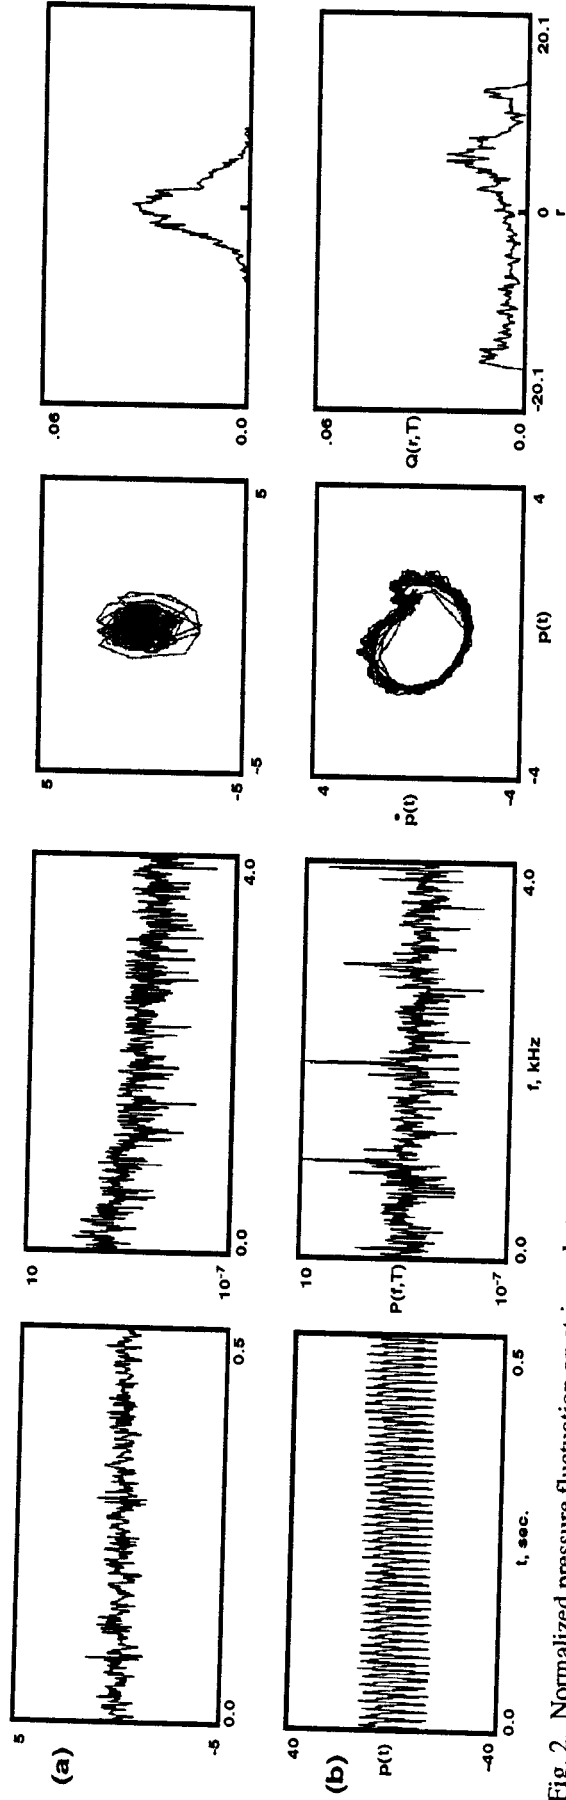 5 10 5 .06
(a)
-5 10⁻⁷ -5 0.0
0.0 0.5 0.0 4.0 -5 5
40 10 4 .06
(b) p(t) P(f,T) ṗ(t) Q(r,T)
-40 10⁻⁷ -4 0.0
0.0 t, sec. 0.5 0.0 f, kHz 4.0 -4 p(t) 4 -20.1 0 20.1
r
Fig. 2 Normalized pressure fluctuation